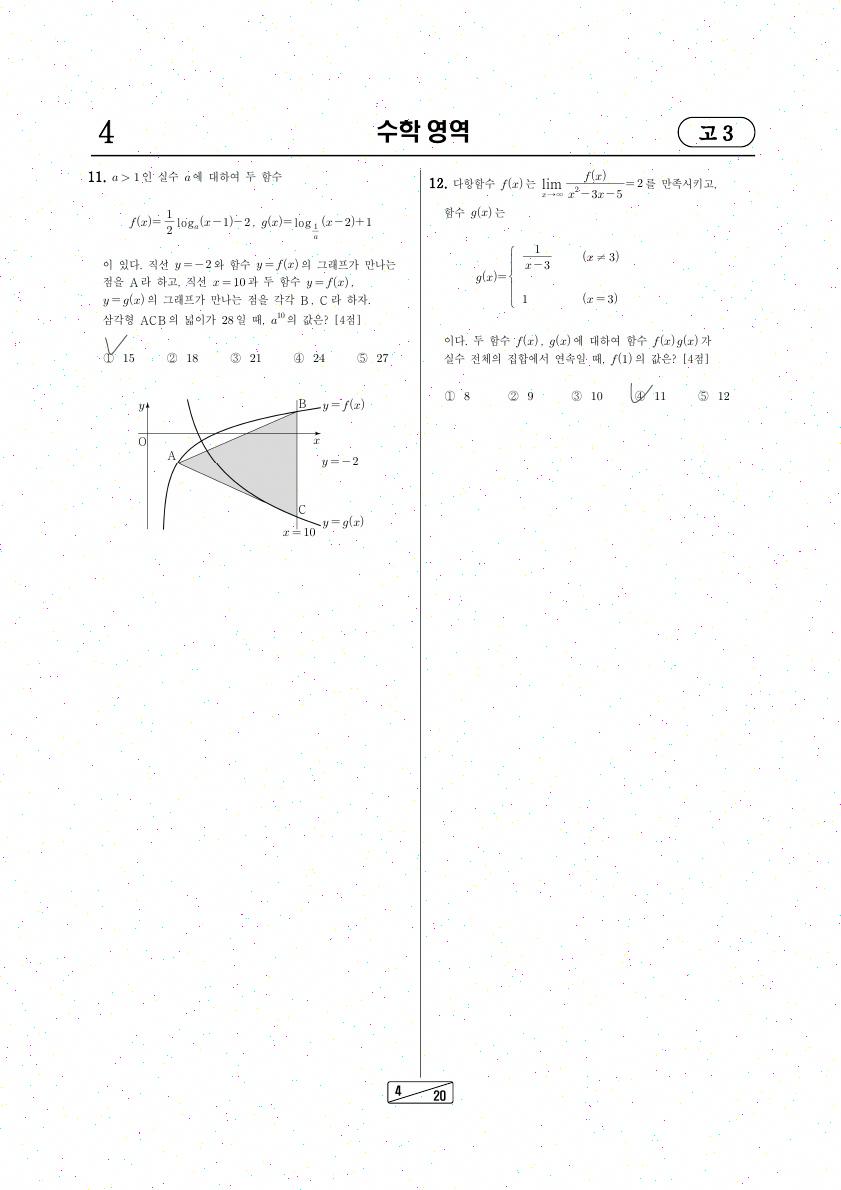 4
수학 영역
고 3
11. a > 1인 실수 a에 대하여 두 함수
f(x)=\frac{1}{2}\log_a(x-1)-2, g(x)=\log_{\frac{1}{a}}(x-2)+1
이 있다. 직선 y=-2와 함수 y=f(x)의 그래프가 만나는
점을 A라 하고, 직선 x=10과 두 함수 y=f(x),
y=g(x)의 그래프가 만나는 점을 각각 B, C라 하자.
삼각형 ACB의 넓이가 28일 때, a^{10}의 값은? [4점]
① 15 ② 18 ③ 21 ④ 24 ⑤ 27
y
B
y=f(x)
O
x
A
y=-2
C
y=g(x)
x=10
12. 다항함수 f(x)는 \lim_{x→∞}\frac{f(x)}{x^2-3x-5}=2를 만족시키고,
함수 g(x)는
g(x)={ \frac{1}{x-3} (x≠3)
1 (x=3)
이다. 두 함수 f(x), g(x)에 대하여 함수 f(x)g(x)가
실수 전체의 집합에서 연속일 때, f(1)의 값은? [4점]
① 8 ② 9 ③ 10 ④ 11 ⑤ 12
4
20